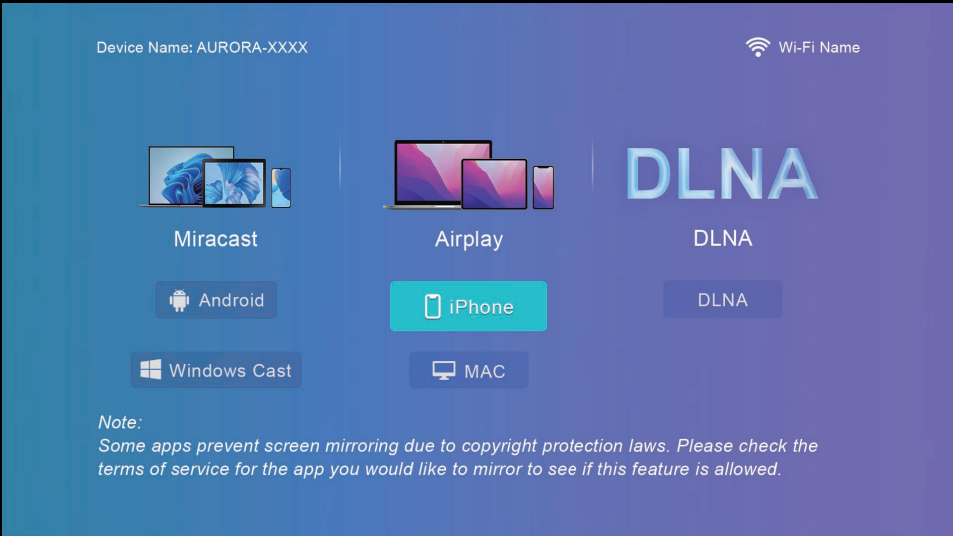 Device Name: AURORA-XXXX
Wi-Fi Name
DLNA
Miracast
Airplay
DLNA
Android
iPhone
DLNA
Windows Cast
MAC
Note:
Some apps prevent screen mirroring due to copyright protection laws. Please check the
terms of service for the app you would like to mirror to see if this feature is allowed.